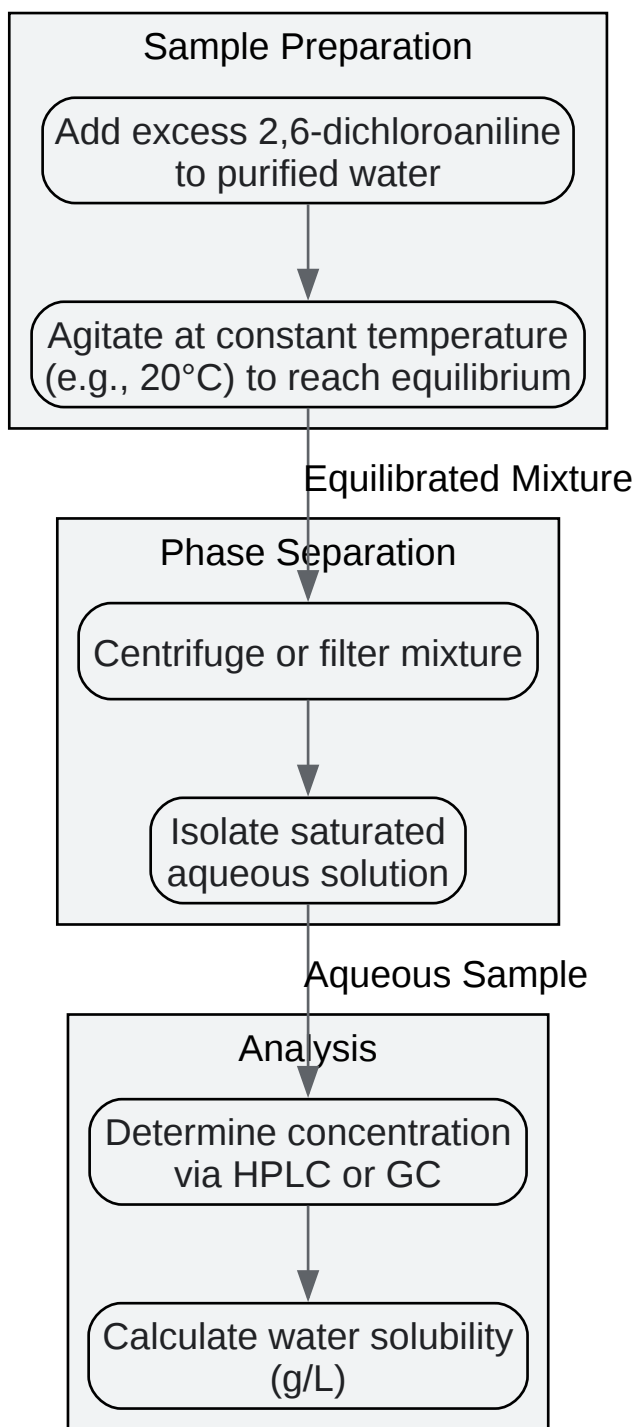 Sample Preparation
Add excess 2,6-dichloroaniline
to purified water
Agitate at constant temperature
(e.g., 20°C) to reach equilibrium
Equilibrated Mixture
Phase Separation
Centrifuge or filter mixture
Isolate saturated
aqueous solution
Aqueous Sample
Analysis
Determine concentration
via HPLC or GC
Calculate water solubility
(g/L)